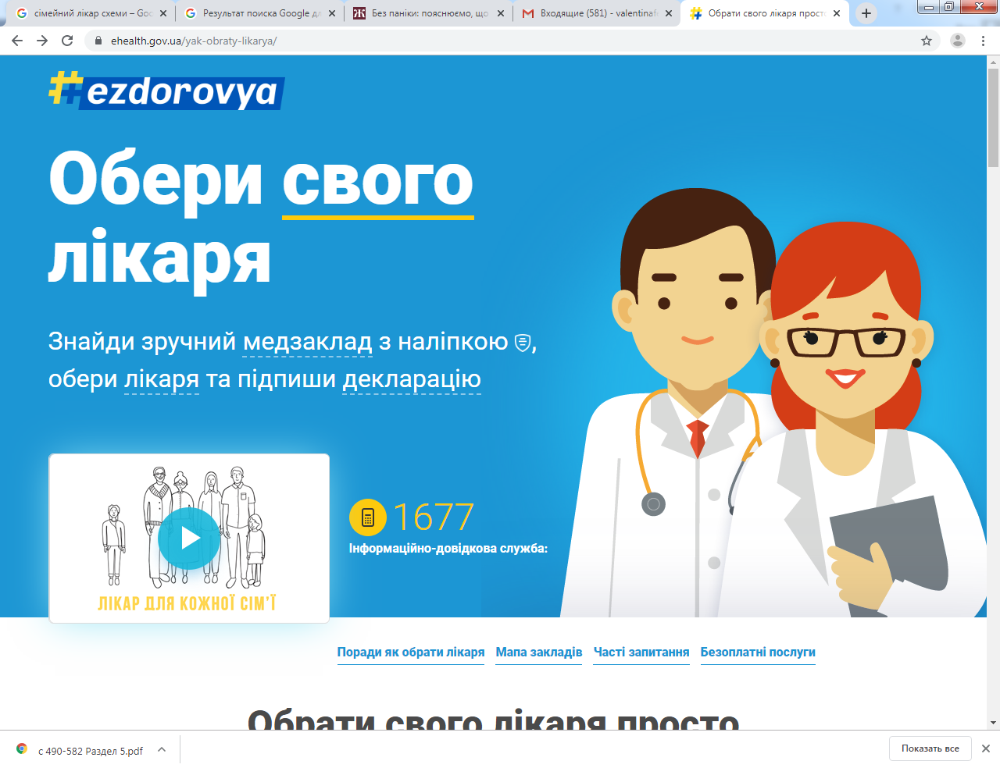 сімейний лікар схеми – Goo
Результат поиска Google дл
Без паніки: пояснюємо, що
Входящие (581) - valentinafe
Обрати свого лікаря просто
ehealth.gov.ua/yak-obraty-likarya/
#ezdorovya
Обери свого
лікаря
Знайди зручний медзаклад з наліпкою ,
обери лікаря та підпиши декларацію
ЛІКАР ДЛЯ КОЖНОЇ СІМ'Ї
1677
Інформаційно-довідкова служба:
Поради як обрати лікаря Мапа закладів Часті запитання Безоплатні послуги
Обрати свого лікаря просто
с 490-582 Раздел 5.pdf
Показать все